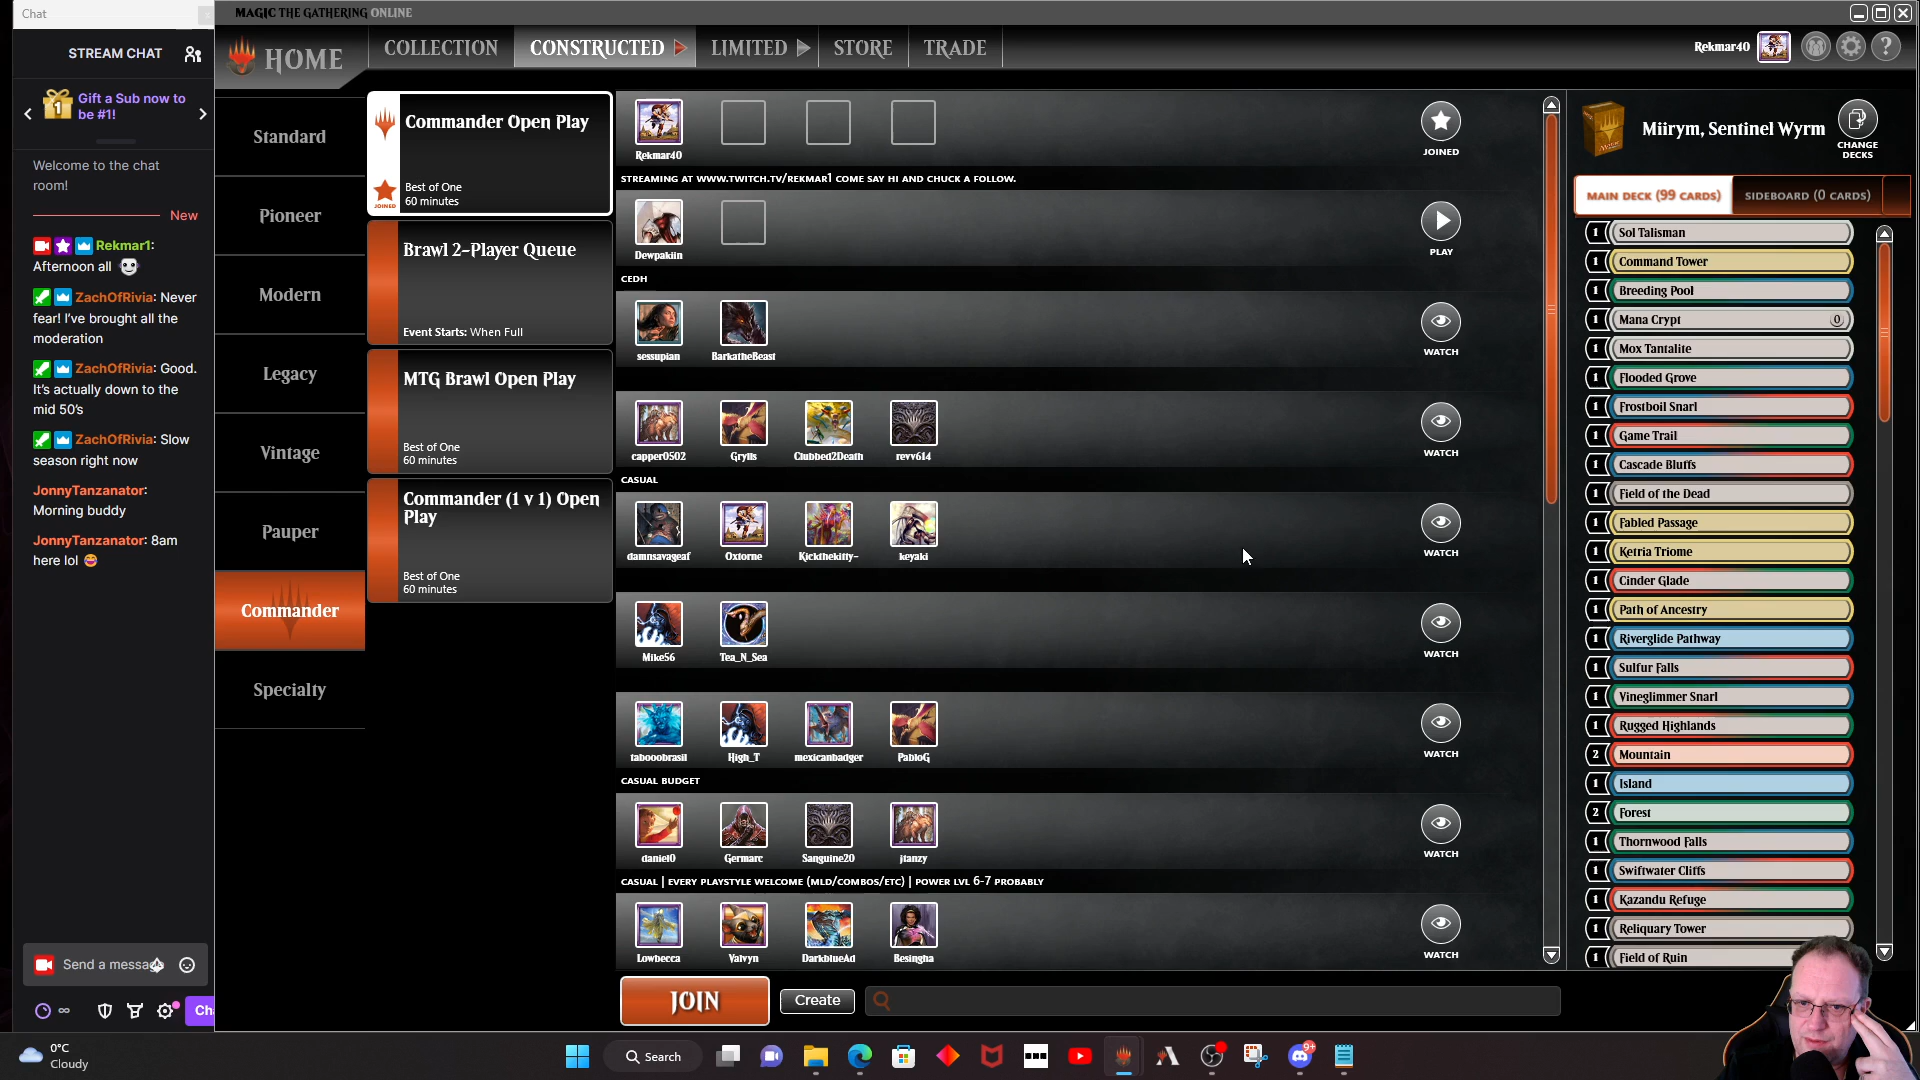 Chat
MAGIC THE GATHERING ONLINE
STREAM CHAT
HOME
COLLECTION
CONSTRUCTED
LIMITED
STORE
TRADE
Rekmar40
?
1
Gift a Sub now to
be #1!
Welcome to the chat
room!
New
Rekmar1:
Afternoon all
ZachOfRivia: Never
fear! I've brought all the
moderation
ZachOfRivia: Good.
It's actually down to the
mid 50's
ZachOfRivia: Slow
season right now
JonnyTanzanator:
Morning buddy
JonnyTanzanator: 8am
here lol
Send a message
Ch
Standard
Pioneer
Modern
Legacy
Vintage
Pauper
Commander
Specialty
Commander Open Play
JOINED
Best of One
60 minutes
Brawl 2-Player Queue
Event Starts: When Full
MTG Brawl Open Play
Best of One
60 minutes
Commander (1 v 1) Open
Play
Best of One
60 minutes
Rekmar40
JOINED
STREAMING AT WWW.TWITCH.TV/REKMAR1 COME SAY HI AND CHUCK A FOLLOW.
Dewpakiin
PLAY
CEDH
sessupian
BarkatheBeast
WATCH
capper0502
Grylls
Clubbed2Death
revv614
WATCH
CASUAL
damnsavageaf
Oxtorne
Kickthekitty-
keyaki
WATCH
Mike56
Tea_N_Sea
WATCH
tabooobrasil
High_T
mexicanbadger
PabloG
WATCH
CASUAL BUDGET
daniel0
Germarc
Sanguine20
jtanzy
WATCH
CASUAL | EVERY PLAYSTYLE WELCOME (MLD/COMBOS/ETC) | POWER LVL 6-7 PROBABLY
Lowbecca
Valvyn
DarkblueAd
Besingha
WATCH
JOIN
Create
Miirym, Sentinel Wyrm
CHANGE
DECKS
MAIN DECK (99 CARDS)
SIDEBOARD (0 CARDS)
1 Sol Talisman
1 Command Tower
1 Breeding Pool
1 Mana Crypt 0
1 Mox Tantalite
1 Flooded Grove
1 Frostboil Snarl
1 Game Trail
1 Cascade Bluffs
1 Field of the Dead
1 Fabled Passage
1 Ketria Triome
1 Cinder Glade
1 Path of Ancestry
1 Riverglide Pathway
1 Sulfur Falls
1 Vineglimmer Snarl
1 Rugged Highlands
2 Mountain
1 Island
2 Forest
1 Thornwood Falls
1 Swiftwater Cliffs
1 Kazandu Refuge
1 Reliquary Tower
1 Field of Ruin
0°C
Cloudy
Search
9+